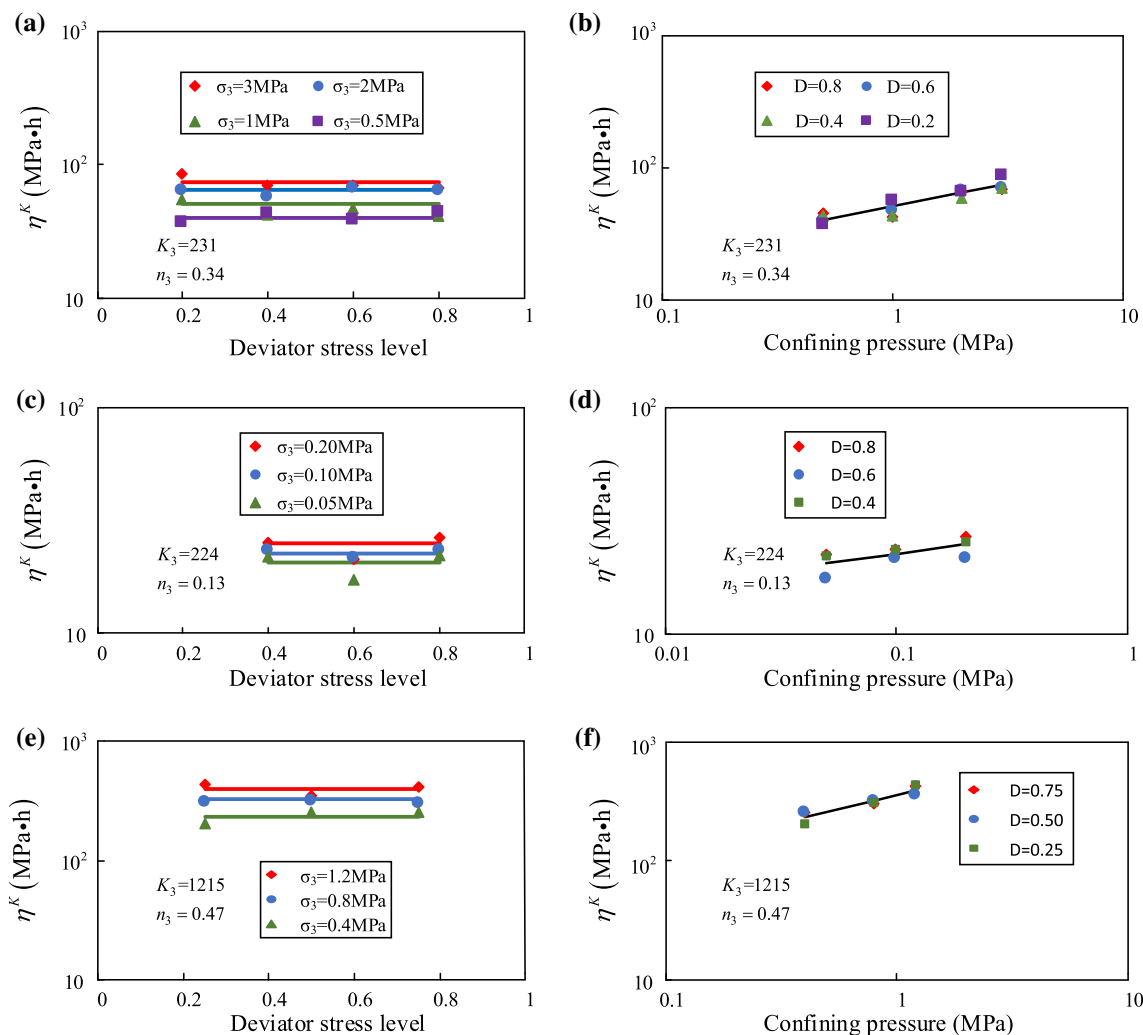 (a)
10³
σ₃=3MPa σ₂=2MPa
σ₃=1MPa σ₃=0.5MPa
10²
ηᴷ (MPa•h)
K₃=231
n₃ = 0.34
10
0 0.2 0.4 0.6 0.8 1
Deviator stress level
(b)
10³
D=0.8 D=0.6
D=0.4 D=0.2
10²
ηᴷ (MPa•h)
K₃=231
n₃ = 0.34
10
0.1 1 10
Confining pressure (MPa)
(c)
10²
σ₃=0.20MPa
σ₃=0.10MPa
σ₃=0.05MPa
ηᴷ (MPa•h)
K₃=224
n₃ = 0.13
10
0 0.2 0.4 0.6 0.8 1
Deviator stress level
(d)
10²
D=0.8
D=0.6
D=0.4
ηᴷ (MPa•h)
K₃=224
n₃ = 0.13
10
0.01 0.1 1
Confining pressure (MPa)
(e)
10³
ηᴷ (MPa•h)
10²
σ₃=1.2MPa
σ₃=0.8MPa
σ₃=0.4MPa
K₃=1215
n₃ = 0.47
10
0 0.2 0.4 0.6 0.8 1
Deviator stress level
(f)
10³
D=0.75
D=0.50
D=0.25
ηᴷ (MPa•h)
10²
K₃=1215
n₃ = 0.47
10
0.1 1 10
Confining pressure (MPa)